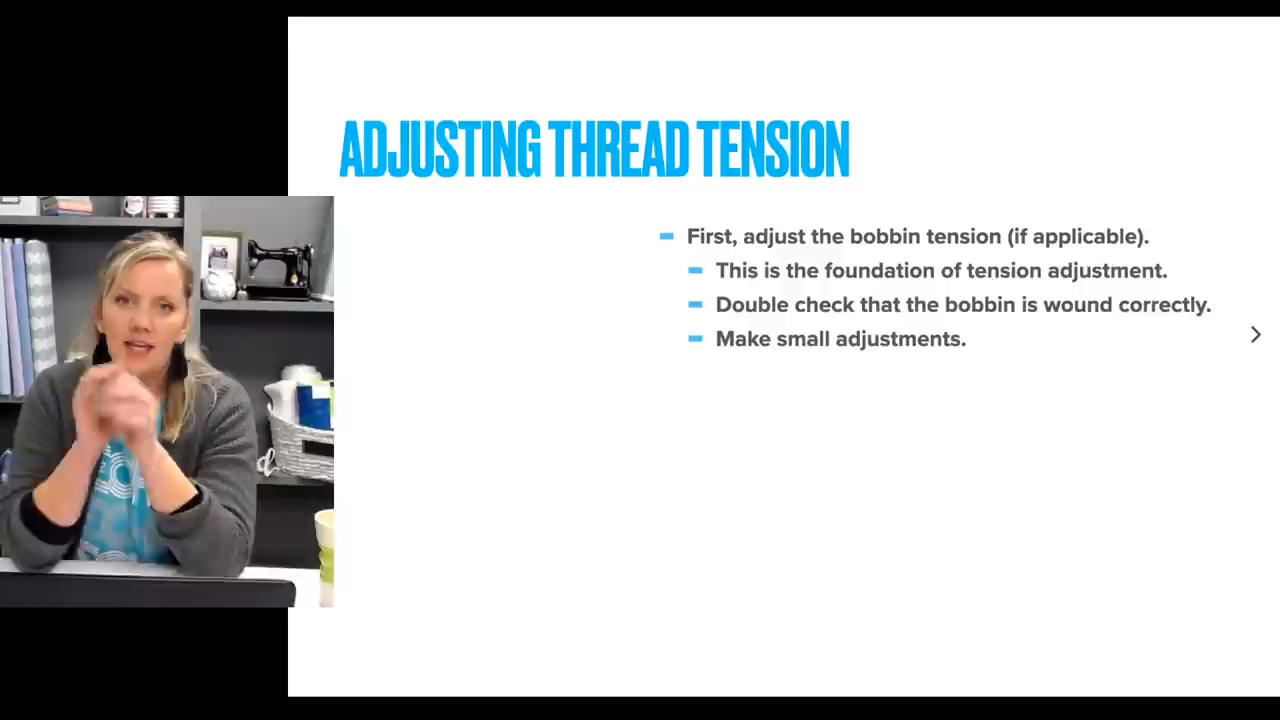 ADJUSTING THREAD TENSION
First, adjust the bobbin tension (if applicable).
This is the foundation of tension adjustment.
Double check that the bobbin is wound correctly.
Make small adjustments.